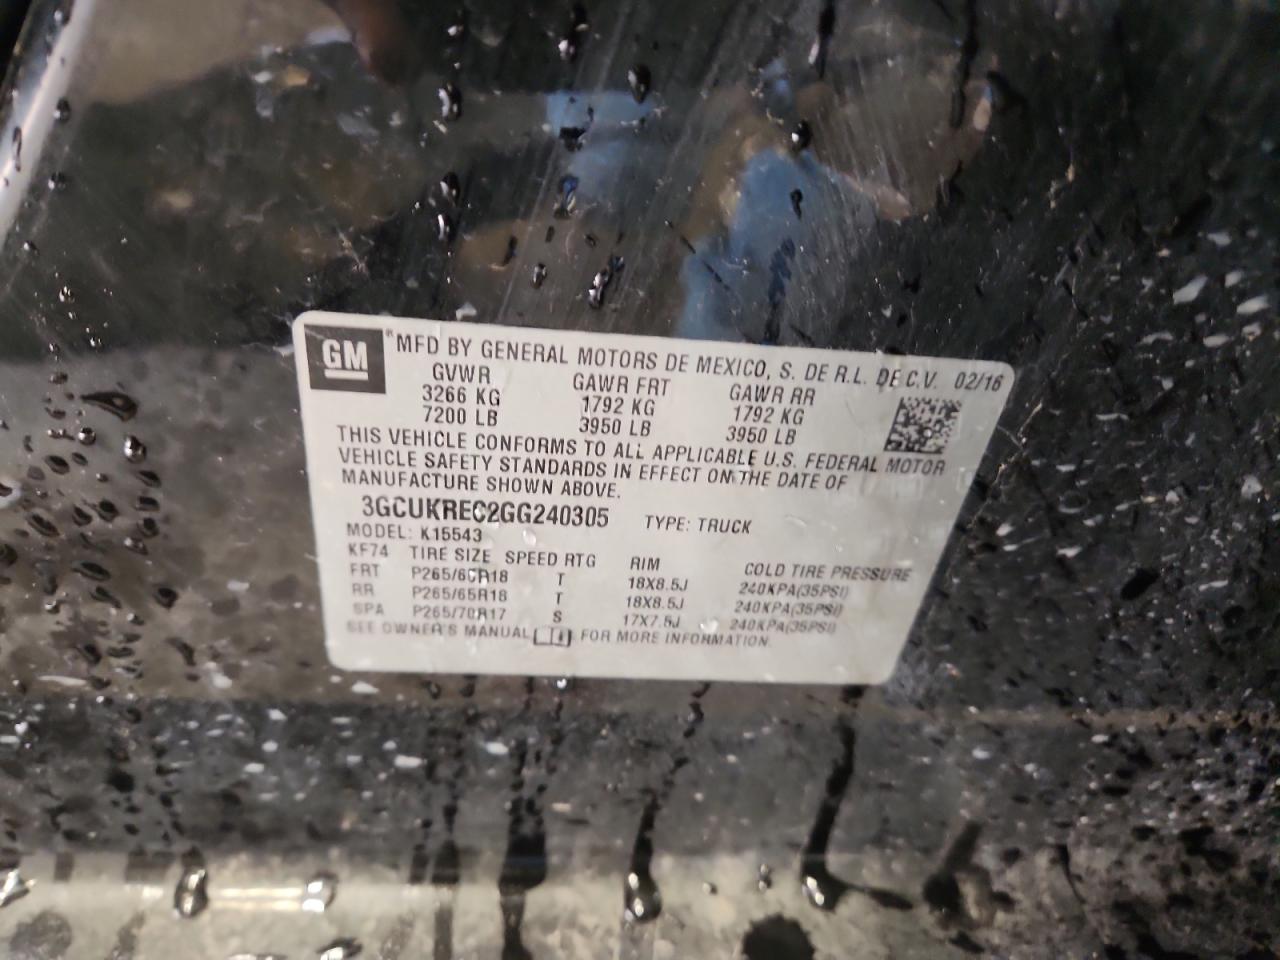 GM
® MFD BY GENERAL MOTORS DE MEXICO, S. DE R.L. DE C.V. 02/16
GVWR GAWR FRT GAWR RR
3266 KG 1792 KG 1792 KG
7200 LB 3950 LB 3950 LB
THIS VEHICLE CONFORMS TO ALL APPLICABLE U.S. FEDERAL MOTOR
VEHICLE SAFETY STANDARDS IN EFFECT ON THE DATE OF
MANUFACTURE SHOWN ABOVE.
3GCUKREC2GG240305 TYPE: TRUCK
MODEL: K15543
KF74 TIRE SIZE SPEED RTG RIM COLD TIRE PRESSURE
FRT P265/65R18 T 18X8.5J 240KPA(35PSI)
RR P265/65R18 T 18X8.5J 240KPA(35PSI)
SPA P265/70R17 S 17X7.5J 240KPA(35PSI)
SEE OWNER'S MANUAL FOR MORE INFORMATION.